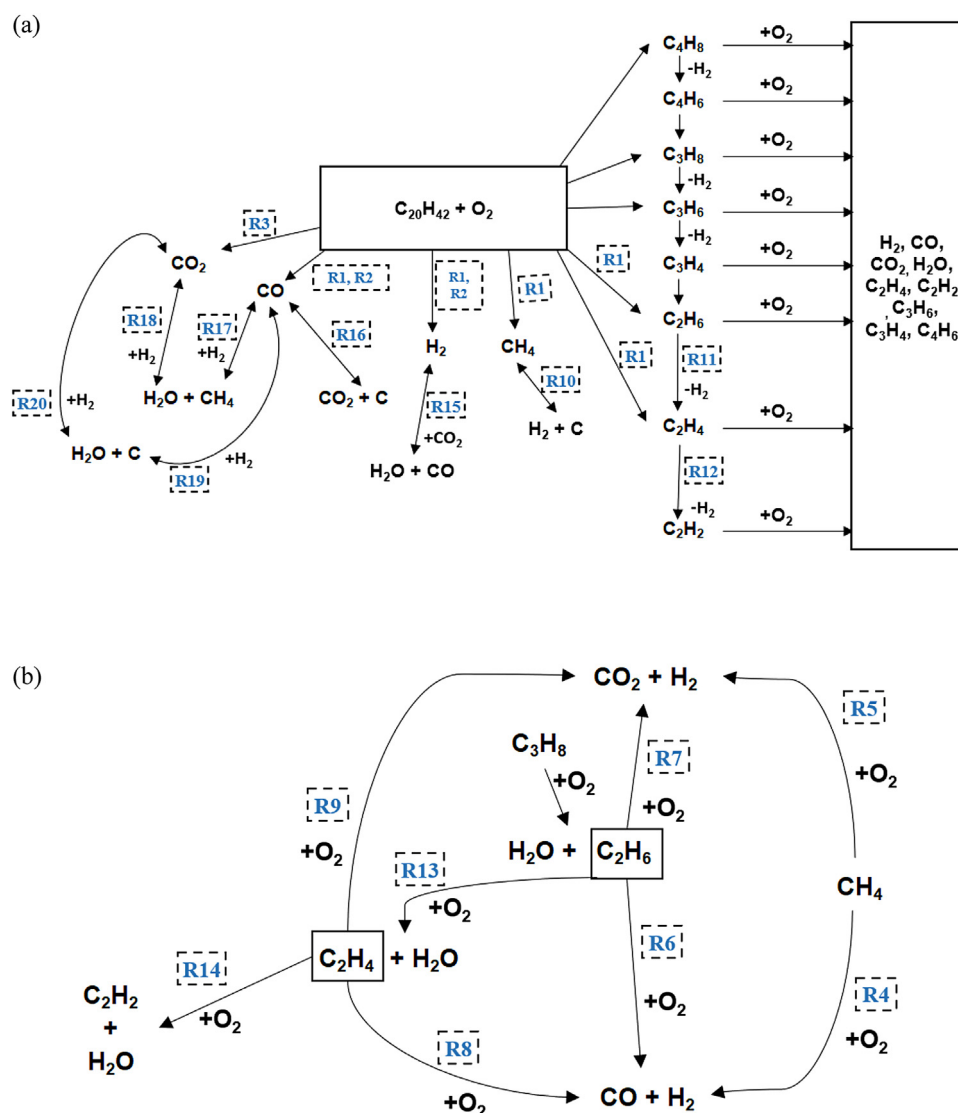 (a)
C₄H₈ +O₂
-H₂
C₄H₆ +O₂
C₃H₈ +O₂
-H₂
C₂₀H₄₂ + O₂
C₃H₆ +O₂
-H₂
R3
CO₂
R1, R2
CO
R1,
R2
R1
R1
C₃H₄ +O₂
H₂, CO,
CO₂, H₂O,
C₂H₄, C₂H₂
, C₃H₆,
C₃H₄, C₄H₆
C₂H₆ +O₂
R18
+H₂
R17
+H₂
R16
H₂
CH₄
R1
R11
-H₂
R20
+H₂
H₂O + CH₄
CO₂ + C
R15
+CO₂
R10
H₂ + C
C₂H₄ +O₂
H₂O + C
R19
+H₂
H₂O + CO
R12
-H₂
C₂H₂ +O₂
(b)
CO₂ + H₂
R5
+O₂
C₃H₈
+O₂
R7
+O₂
R9
+O₂
H₂O + C₂H₆
R13
+O₂
CH₄
C₂H₄ + H₂O
R6
+O₂
R14
+O₂
C₂H₂
+
H₂O
R4
+O₂
R8
+O₂
CO + H₂